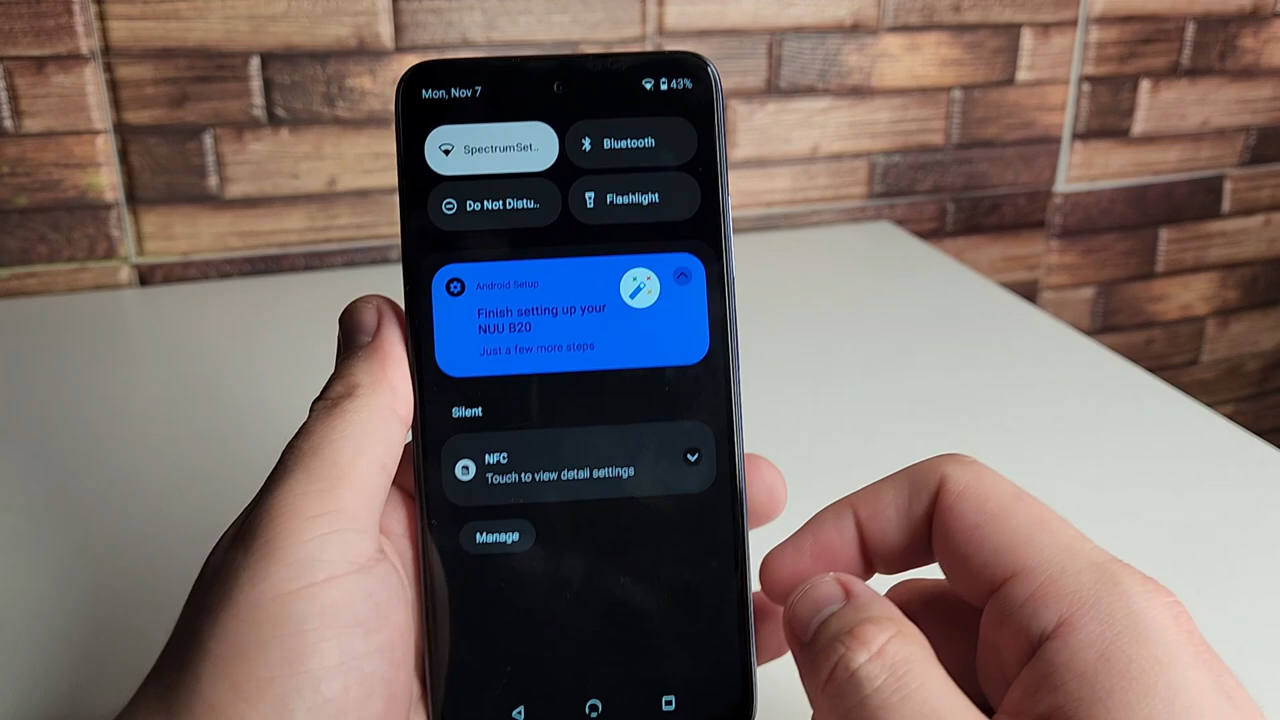 Mon, Nov 7
43%
SpectrumSet..
Bluetooth
Do Not Distu..
Flashlight
Android Setup
Finish setting up your
NUU B20
Just a few more steps
Silent
NFC
Touch to view detail settings
Manage